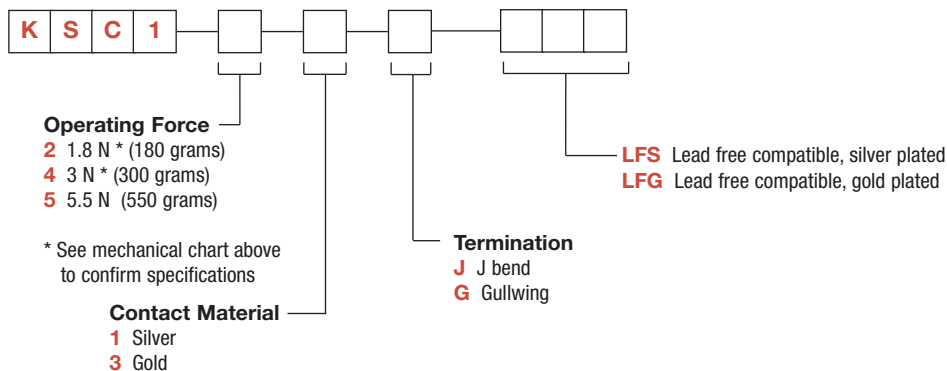 K S C 1
Operating Force
2 1.8 N * (180 grams)
4 3 N * (300 grams)
5 5.5 N (550 grams)
* See mechanical chart above
to confirm specifications
Contact Material
1 Silver
3 Gold
Termination
J J bend
G Gullwing
LFS Lead free compatible, silver plated
LFG Lead free compatible, gold plated